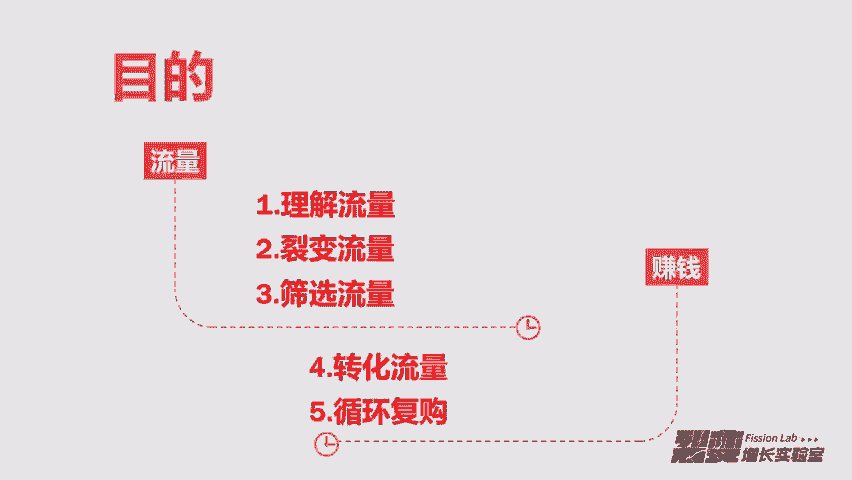 目的
流量
1.理解流量
2.裂变流量
3.筛选流量
赚钱
4.转化流量
5.循环复购
裂变 Fission Lab
增长实验室